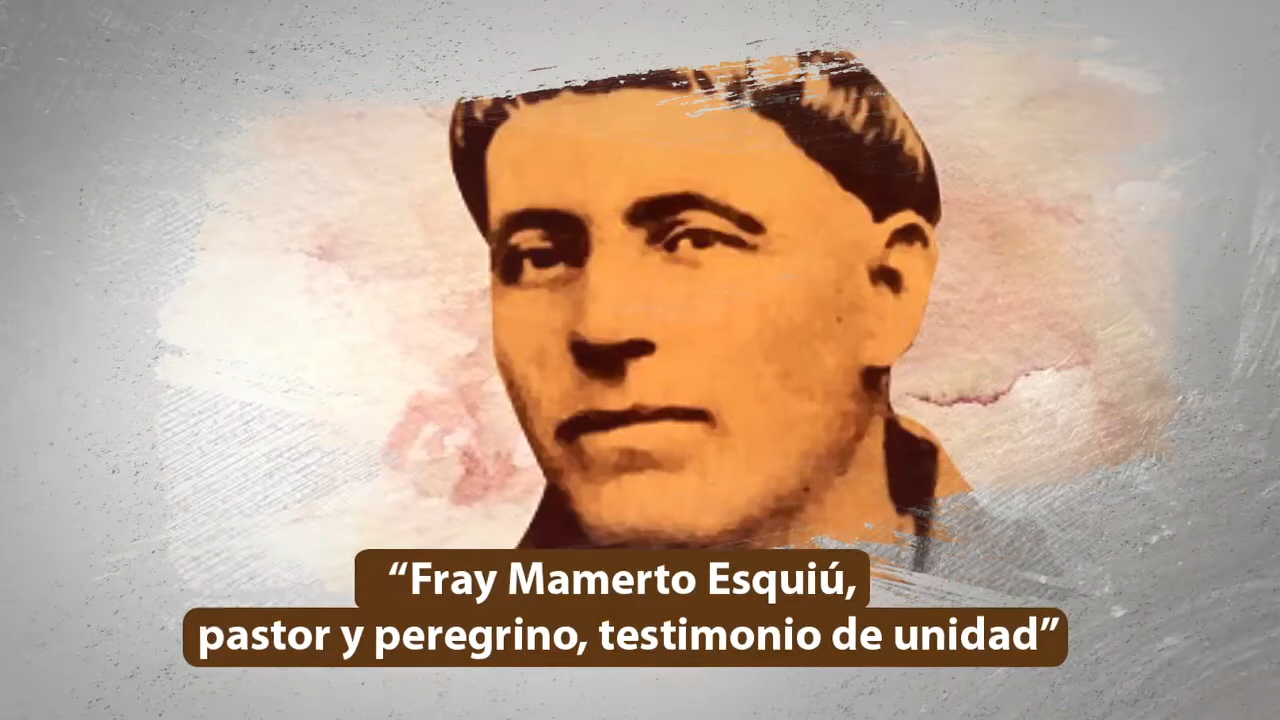 “Fray Mamerto Esquiú,
pastor y peregrino, testimonio de unidad”